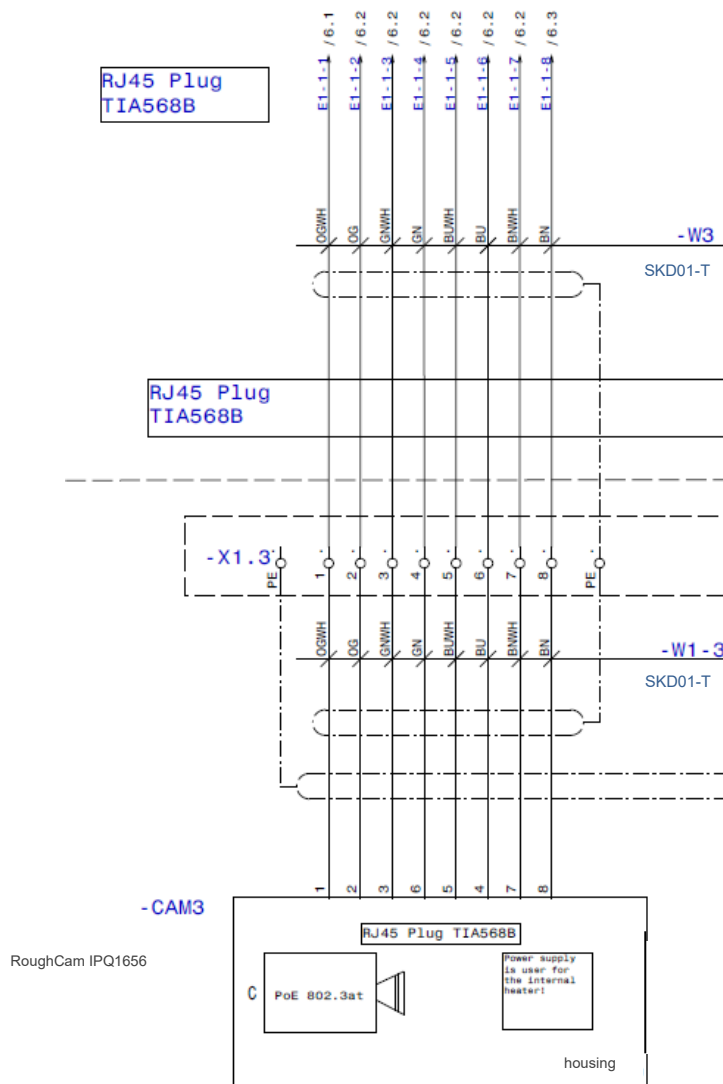 /6.1 /6.2 /6.2 /6.2 /6.2 /6.2 /6.2 /6.3
E1-1-1 E1-1-2 E1-1-3 E1-1-4 E1-1-5 E1-1-6 E1-1-7 E1-1-8
RJ45 Plug
TIA568B
OGWH OG GNWH GN BUWH BU BNWH BN
-W3
SKD01-T
RJ45 Plug
TIA568B
-X1.3
PE 1 2 3 4 5 6 7 8 PE
OGWH OG GNWH GN BUWH BU BNWH BN
-W1-3
SKD01-T
1 2 3 6 5 4 7 8
-CAM3
RJ45 Plug TIA568B
RoughCam IPQ1656
C
PoE 802.3at
Power supply
is user for
the internal
heater!
housing